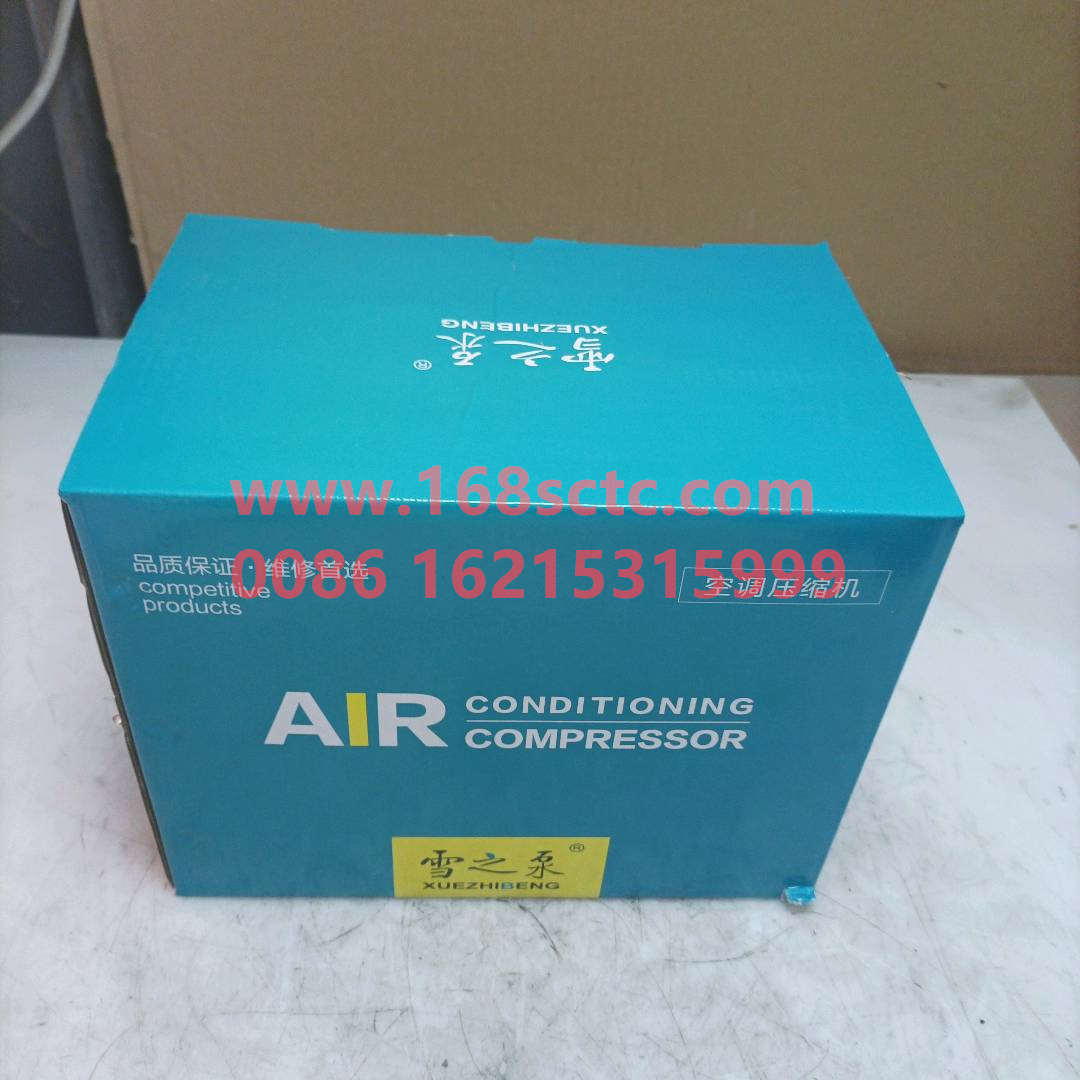 XUEZHIBENG
雪之泵®
www.168sctc.com
0086 16215315999
品质保证·维修首选
competitive
products
空调压缩机
AIR CONDITIONING
COMPRESSOR
雪之泵®
XUEZHIBENG